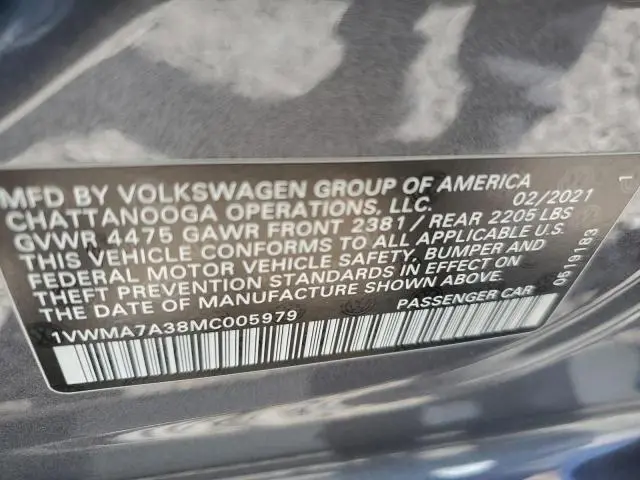 MFD BY VOLKSWAGEN GROUP OF AMERICA
CHATTANOOGA OPERATIONS, LLC. 02/2021
GVWR 4475 GAWR FRONT 2381 / REAR 2205 LBS
THIS VEHICLE CONFORMS TO ALL APPLICABLE U.S.
FEDERAL MOTOR VEHICLE SAFETY, BUMPER AND
THEFT PREVENTION STANDARDS IN EFFECT ON
THE DATE OF MANUFACTURE SHOWN ABOVE.
1VWMA7A38MC005979 PASSENGER CAR
0519183
1